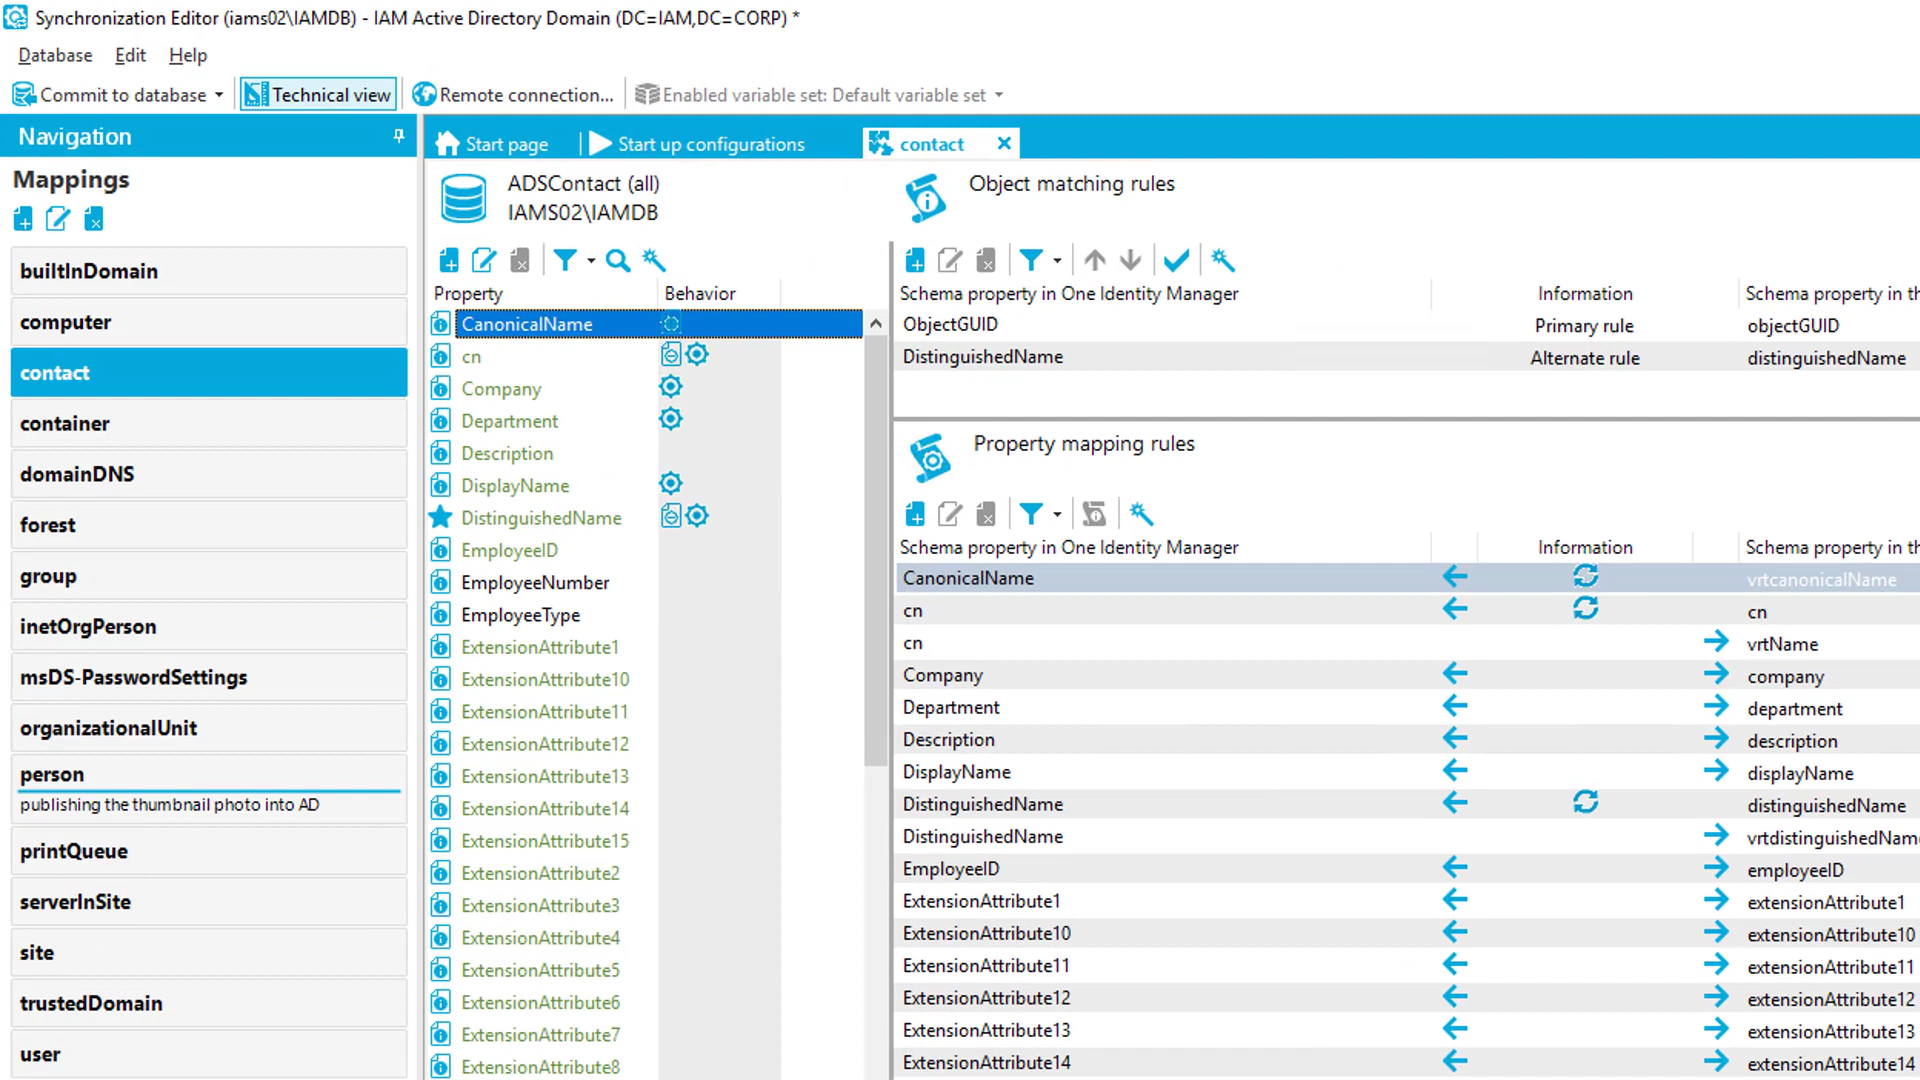 Synchronization Editor (iams02\IAMDB) - IAM Active Directory Domain (DC=IAM,DC=CORP) *
Database Edit Help
Commit to database Technical view Remote connection... Enabled variable set: Default variable set
Navigation
Mappings
builtInDomain
computer
contact
container
domainDNS
forest
group
inetOrgPerson
msDS-PasswordSettings
organizationalUnit
person
publishing the thumbnail photo into AD
printQueue
serverInSite
site
trustedDomain
user
Start page Start up configurations contact
ADSContact (all)
IAMS02\IAMDB
Property Behavior
CanonicalName
cn
Company
Department
Description
DisplayName
DistinguishedName
EmployeeID
EmployeeNumber
EmployeeType
ExtensionAttribute1
ExtensionAttribute10
ExtensionAttribute11
ExtensionAttribute12
ExtensionAttribute13
ExtensionAttribute14
ExtensionAttribute15
ExtensionAttribute2
ExtensionAttribute3
ExtensionAttribute4
ExtensionAttribute5
ExtensionAttribute6
ExtensionAttribute7
ExtensionAttribute8
Object matching rules
Schema property in One Identity Manager Information Schema property in th
ObjectGUID Primary rule objectGUID
DistinguishedName Alternate rule distinguishedName
Property mapping rules
Schema property in One Identity Manager Information Schema property in th
CanonicalName vrtcanonicalName
cn cn
cn vrtName
Company company
Department department
Description description
DisplayName displayName
DistinguishedName distinguishedName
DistinguishedName vrtdistinguishedName
EmployeeID employeeID
ExtensionAttribute1 extensionAttribute1
ExtensionAttribute10 extensionAttribute10
ExtensionAttribute11 extensionAttribute11
ExtensionAttribute12 extensionAttribute12
ExtensionAttribute13 extensionAttribute13
ExtensionAttribute14 extensionAttribute14